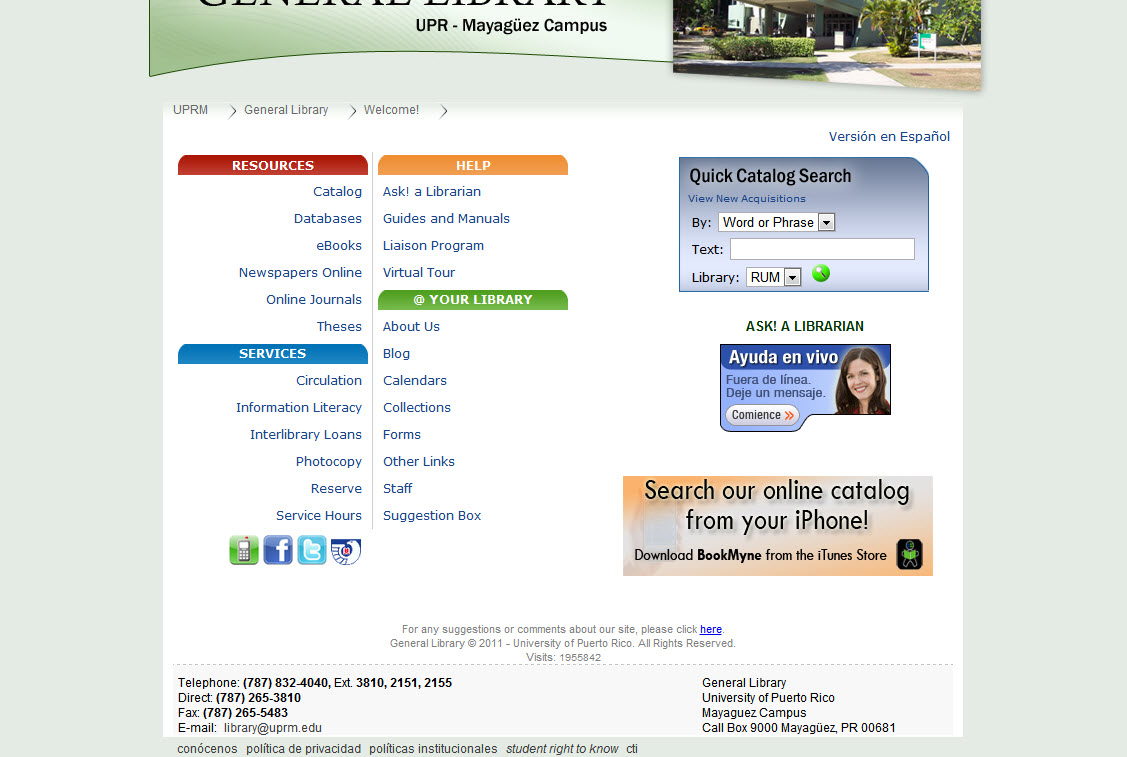 GENERAL LIBRARY
UPR - Mayagüez Campus
UPRM General Library Welcome!
Versión en Español
RESOURCES
Catalog
Databases
eBooks
Newspapers Online
Online Journals
Theses
SERVICES
Circulation
Information Literacy
Interlibrary Loans
Photocopy
Reserve
Service Hours
HELP
Ask! a Librarian
Guides and Manuals
Liaison Program
Virtual Tour
@ YOUR LIBRARY
About Us
Blog
Calendars
Collections
Forms
Other Links
Staff
Suggestion Box
Quick Catalog Search
View New Acquisitions
By: Word or Phrase
Text:
Library: RUM
ASK! A LIBRARIAN
Ayuda en vivo
Fuera de línea.
Deje un mensaje.
Comience »
Search our online catalog
from your iPhone!
Download BookMyne from the iTunes Store
For any suggestions or comments about our site, please click here.
General Library © 2011 - University of Puerto Rico. All Rights Reserved.
Visits: 1955842
Telephone: (787) 832-4040, Ext. 3810, 2151, 2155
Direct: (787) 265-3810
Fax: (787) 265-5483
E-mail: library@uprm.edu
General Library
University of Puerto Rico
Mayaguez Campus
Call Box 9000 Mayagüez, PR 00681
conócenos política de privacidad políticas institucionales student right to know cti